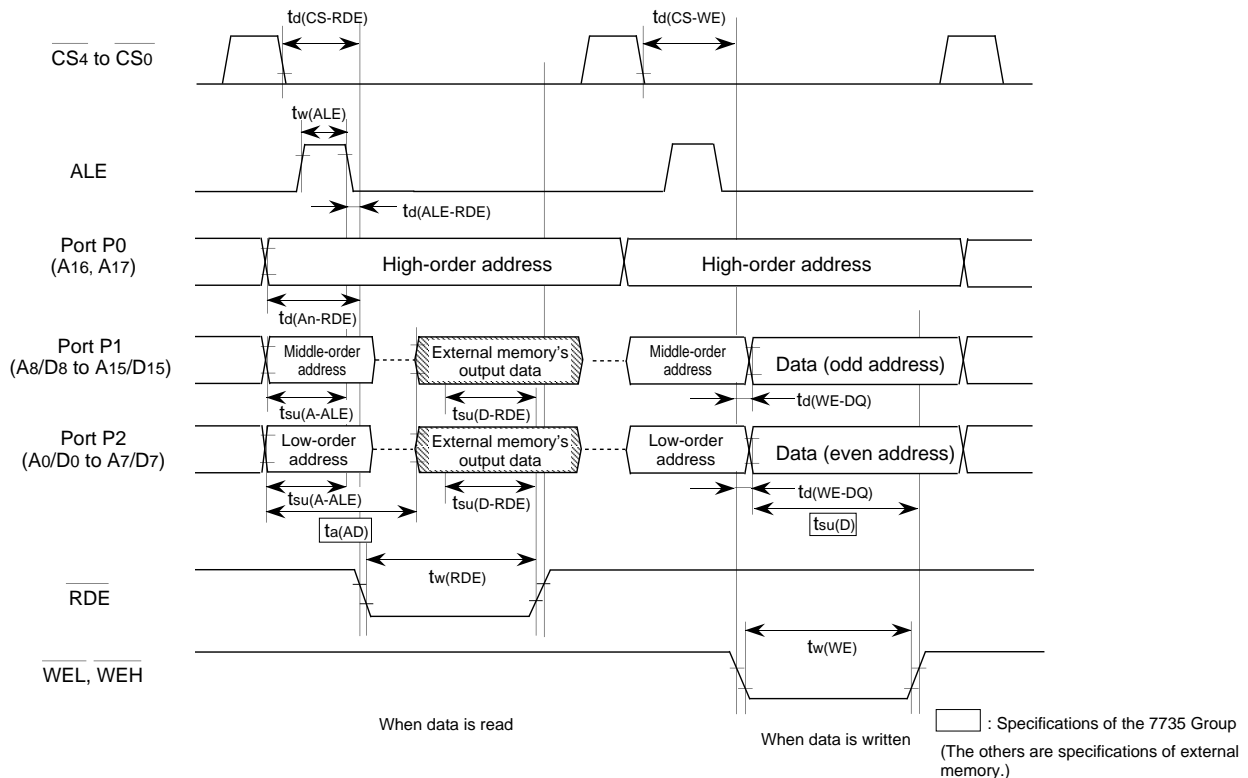 td(CS-RDE)
td(CS-WE)
CS4 to CS0
tw(ALE)
ALE
td(ALE-RDE)
Port P0
(A16, A17)
High-order address
High-order address
td(An-RDE)
Port P1
(A8/D8 to A15/D15)
Middle-order
address
External memory's
output data
Middle-order
address
Data (odd address)
tsu(A-ALE)
tsu(D-RDE)
td(WE-DQ)
Port P2
(A0/D0 to A7/D7)
Low-order
address
External memory's
output data
Low-order
address
Data (even address)
tsu(A-ALE)
tsu(D-RDE)
td(WE-DQ)
ta(AD)
tsu(D)
tw(RDE)
RDE
tw(WE)
WEL, WEH
When data is read
When data is written
: Specifications of the 7735 Group
(The others are specifications of external
memory.)